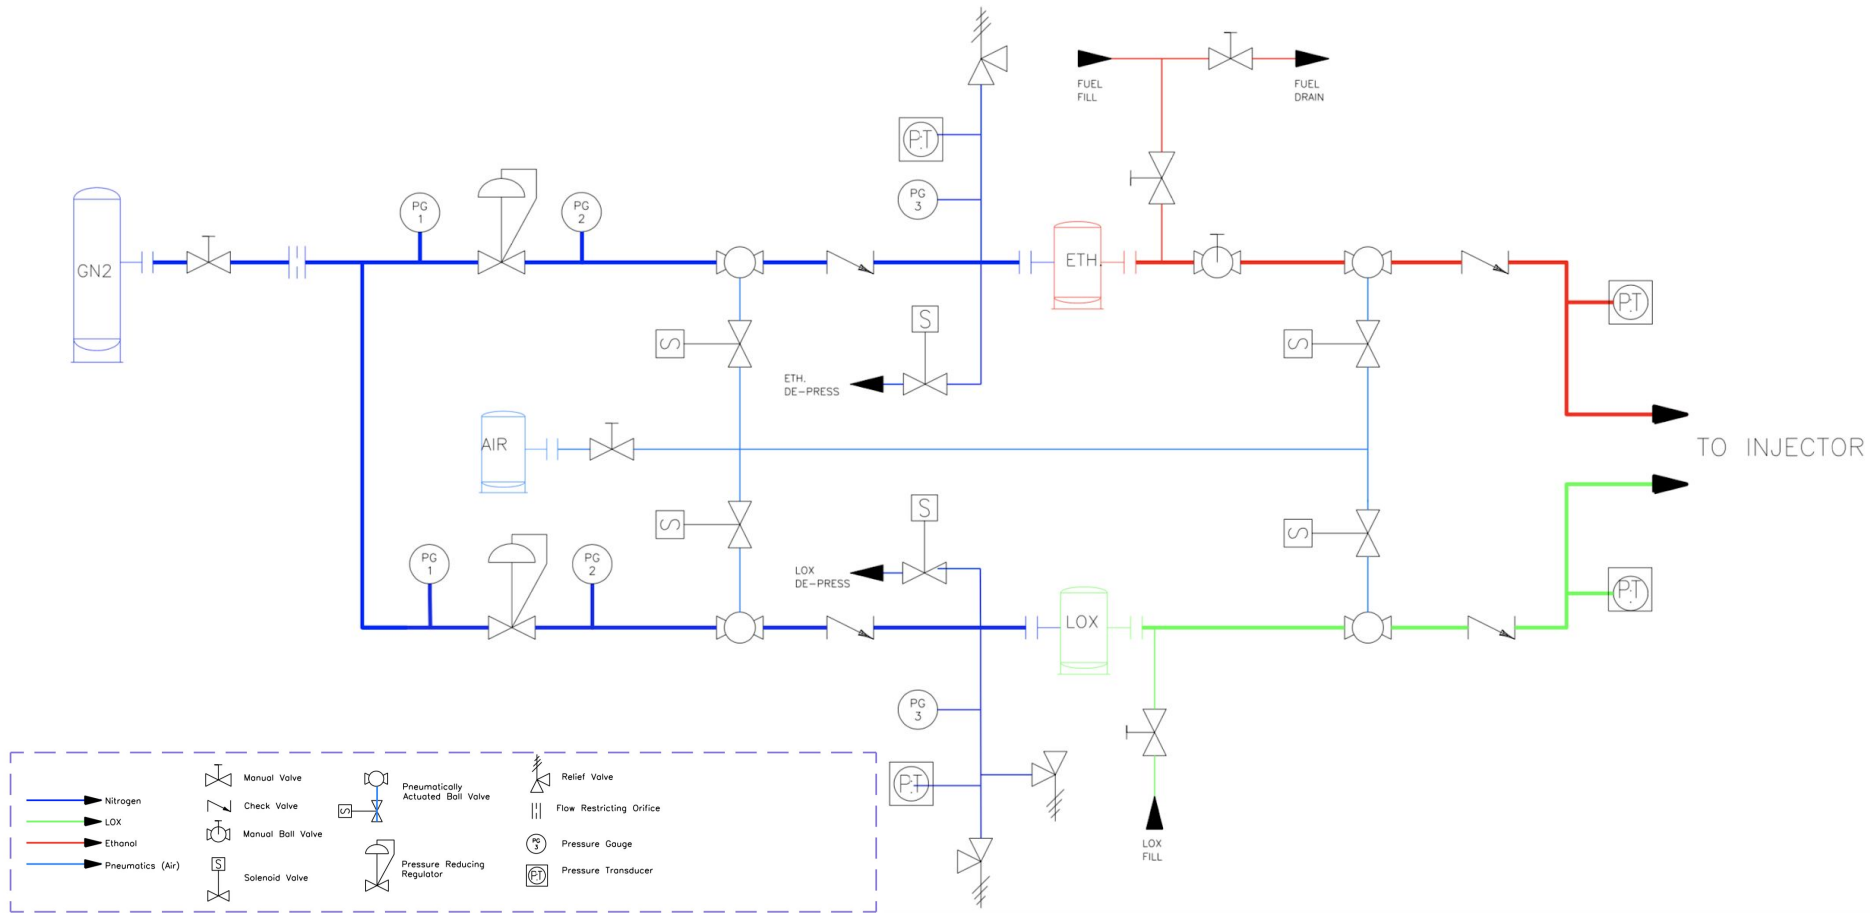 FUEL
FILL
FUEL
DRAIN
P.T
PG
1
PG
2
PG
3
GN2
ETH.
P.T
S
S
S
ETH.
DE-PRESS
AIR
TO INJECTOR
S
S
S
LOX
DE-PRESS
PG
1
PG
2
LOX
P.T
PG
3
P.T
LOX
FILL
Nitrogen
LOX
Ethanol
Pneumatics (Air)
Manual Valve
Check Valve
Manual Ball Valve
S
Solenoid Valve
S
Pneumatically
Actuated Ball Valve
Pressure Reducing
Regulator
Relief Valve
Flow Restricting Orifice
PG
3
Pressure Gauge
P.T
Pressure Transducer